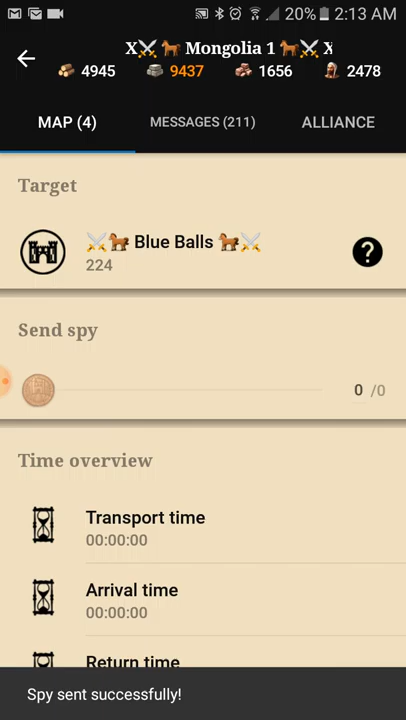 20% 2:13 AM
X⚔️🐎 Mongolia 1 🐎⚔️ X
4945 9437 1656 2478
MAP (4) MESSAGES (211) ALLIANCE
Target
⚔️🐎 Blue Balls 🐎⚔️
224
?
Send spy
0 /0
Time overview
Transport time
00:00:00
Arrival time
00:00:00
Return time
Spy sent successfully!